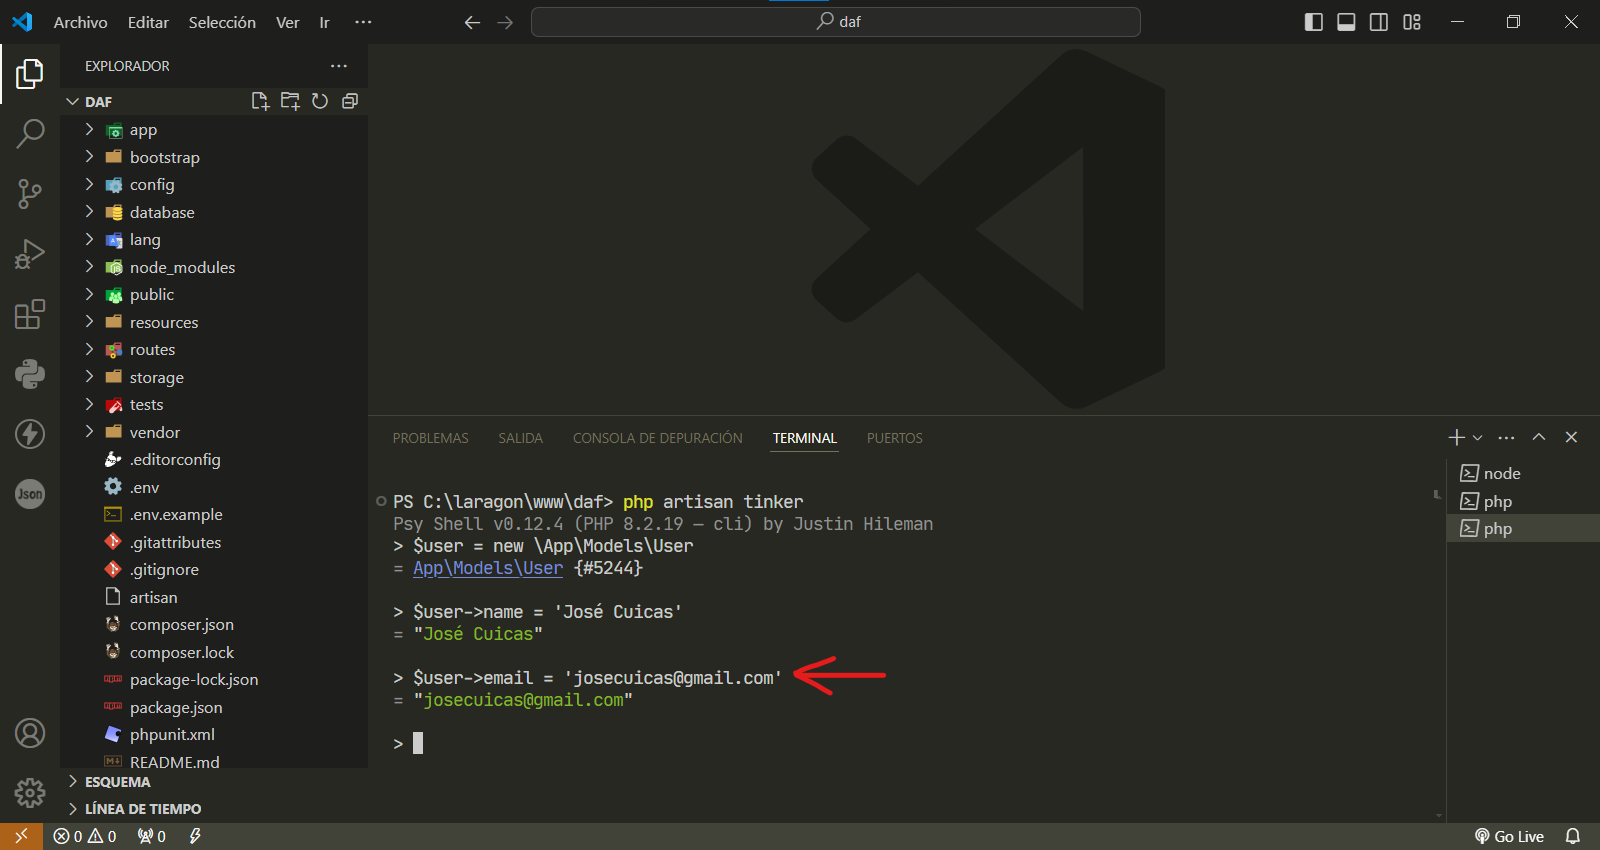 Archivo Editar Selección Ver Ir ···
daf
EXPLORADOR ···
DAF
app
bootstrap
config
database
lang
node_modules
public
resources
routes
storage
tests
vendor
.editorconfig
.env
.env.example
.gitattributes
.gitignore
artisan
composer.json
composer.lock
package-lock.json
package.json
phpunit.xml
README.md
ESQUEMA
LÍNEA DE TIEMPO
Json
PROBLEMAS SALIDA CONSOLA DE DEPURACIÓN TERMINAL PUERTOS
PS C:\laragon\www\daf> php artisan tinker
Psy Shell v0.12.4 (PHP 8.2.19 — cli) by Justin Hileman
> $user = new \App\Models\User
= App\Models\User {#5244}
> $user->name = 'José Cuicas'
= "José Cuicas"
> $user->email = 'josecuicas@gmail.com'
= "josecuicas@gmail.com"
>
node
php
php
0 0 0 Go Live